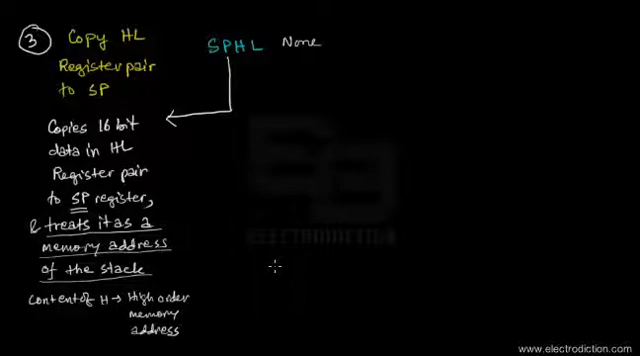 3 Copy HL
Register pair
to SP
SPHL None
Copies 16 bit
data in HL
Register pair
to SP register,
& treats it as a
memory address
of the stack
Content of H → High order
memory
address
ELECTRODICTION
www.electrodiction.com